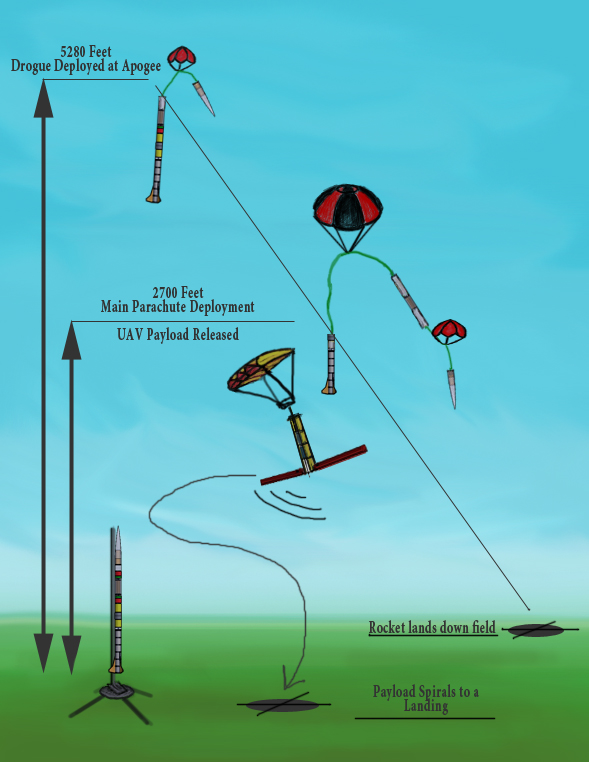 5280 Feet
Drogue Deployed at Apogee
2700 Feet
Main Parachute Deployment
UAV Payload Released
Rocket lands down field
Payload Spirals to a
Landing